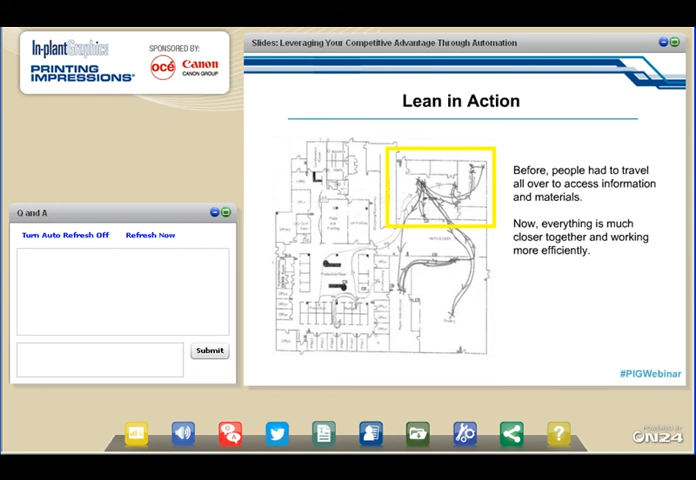 In-plantGraphics
PRINTING IMPRESSIONS®
SPONSORED BY:
océ
Canon
CANON GROUP
Slides: Leveraging Your Competitive Advantage Through Automation
Lean in Action
Before, people had to travel
all over to access information
and materials.
Now, everything is much
closer together and working
more efficiently.
#PIGWebinar
Q and A
Turn Auto Refresh Off
Refresh Now
Submit
Q
A
?
POWERED BY
ON24